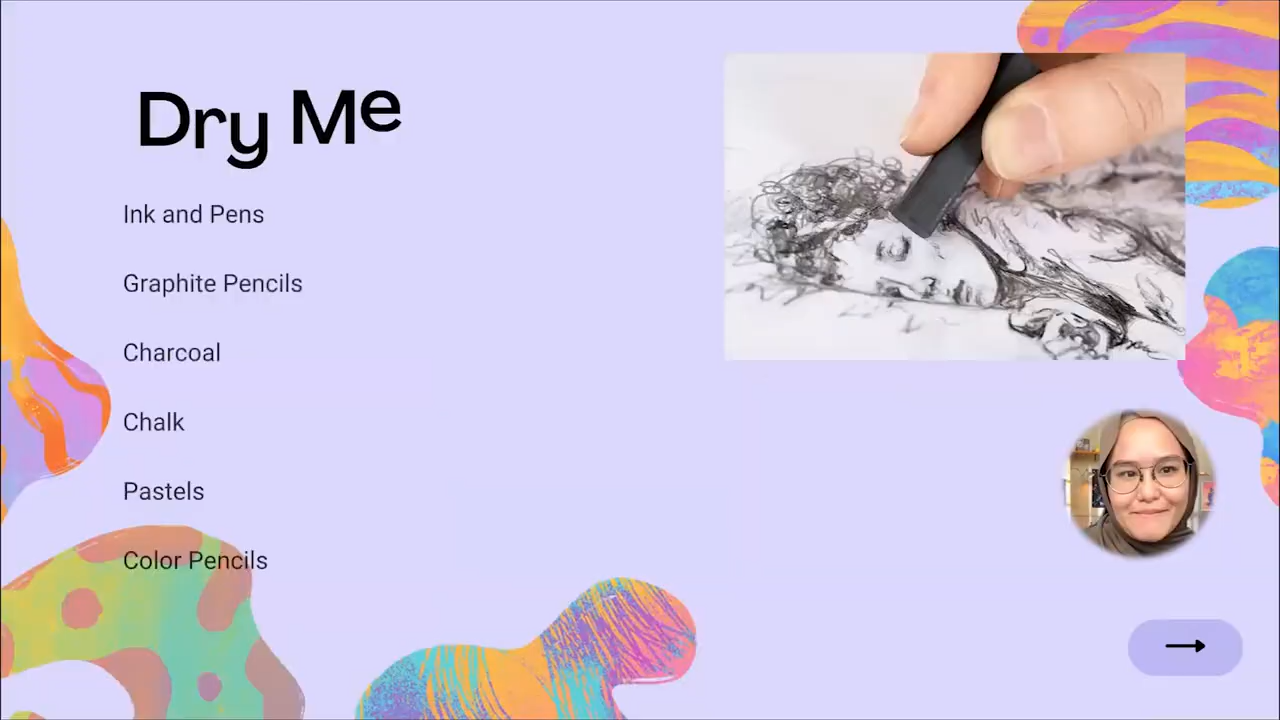 Dry Me
Ink and Pens
Graphite Pencils
Charcoal
Chalk
Pastels
Color Pencils